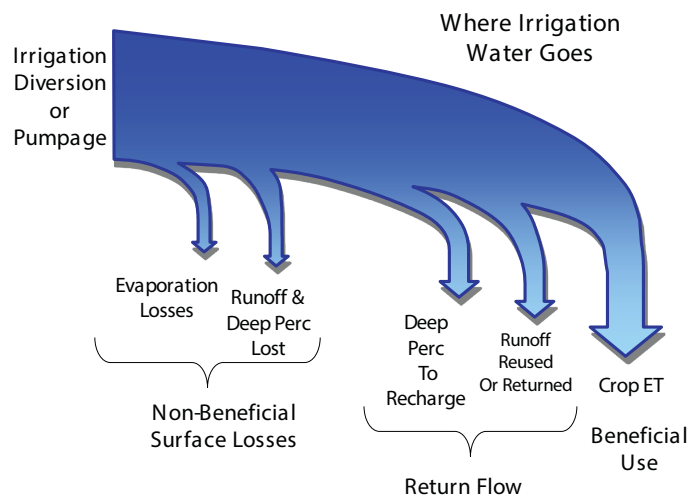 Where Irrigation
Water Goes
Irrigation
Diversion
or
Pumpage
Evaporation
Losses
Runoff &
Deep Perc
Lost
Non-Beneficial
Surface Losses
Deep
Perc
To
Recharge
Runoff
Reused
Or Returned
Return Flow
Crop ET
Beneficial
Use